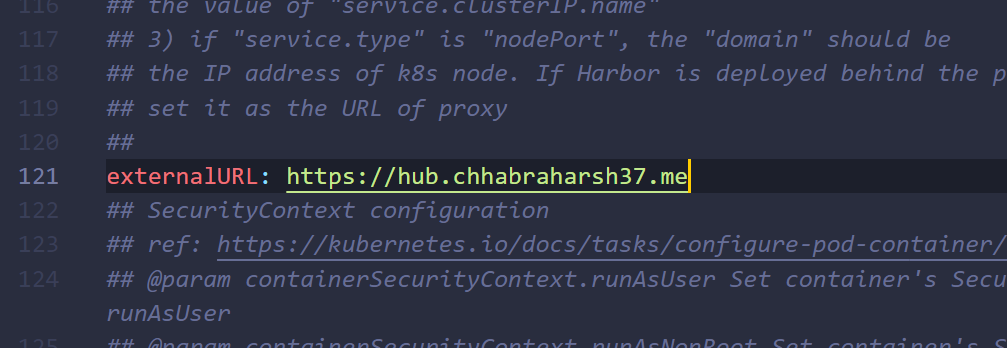 116 ## the value of "service.clusterIP.name"
117 ## 3) if "service.type" is "nodePort", the "domain" should be
118 ## the IP address of k8s node. If Harbor is deployed behind the p
119 ## set it as the URL of proxy
120 ##
121 externalURL: https://hub.chhabraharsh37.me
122 ## SecurityContext configuration
123 ## ref: https://kubernetes.io/docs/tasks/configure-pod-container/
124 ## @param containerSecurityContext.runAsUser Set container's Secu
runAsUser
125 ## @param containerSecurityContext.runAsNonRoot Set container's S